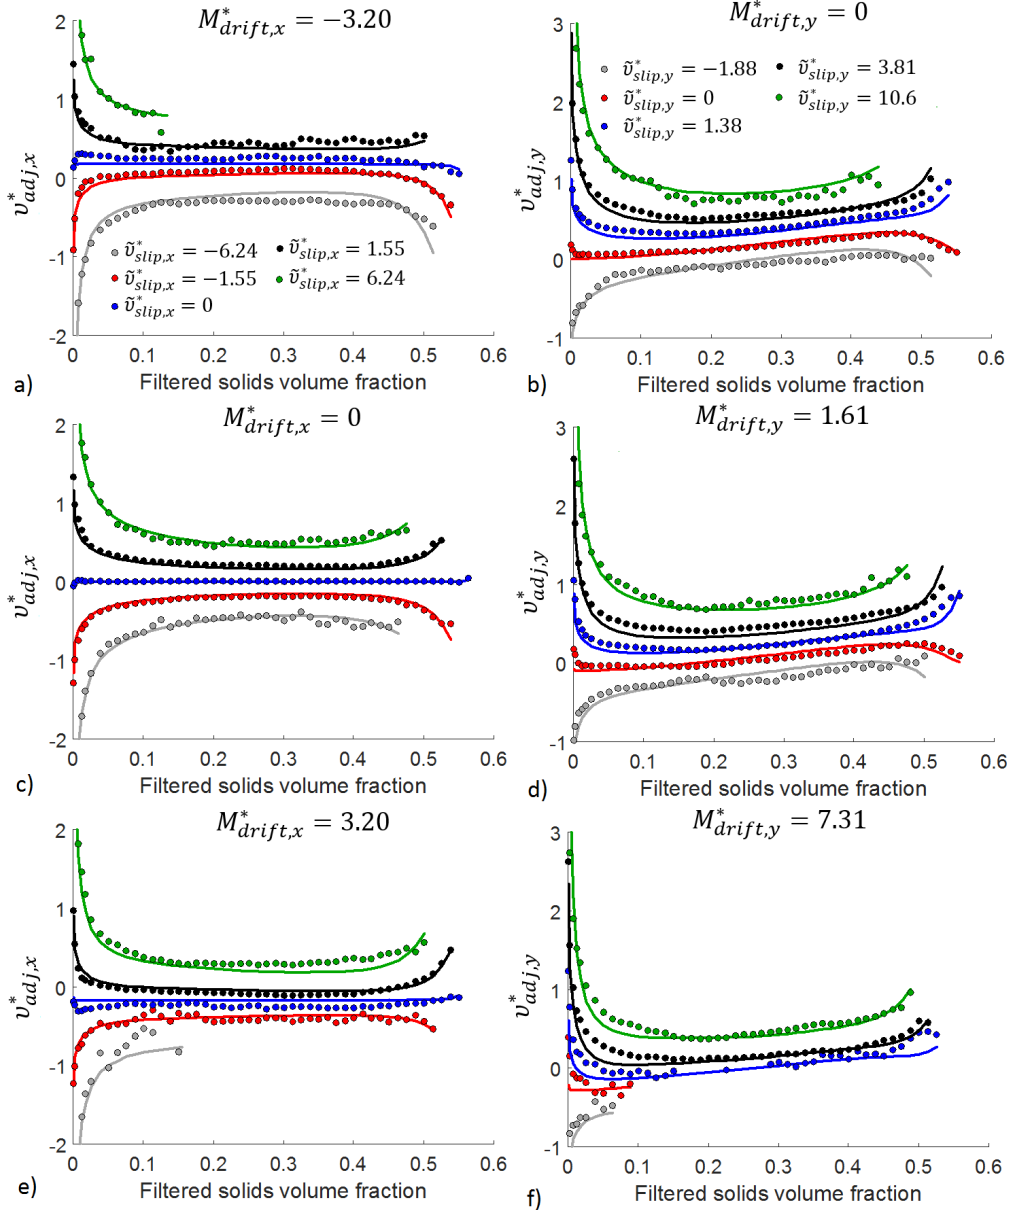 M*drift,x = −3.20
2
1
0
-1
-2
υ*adj,x
ṽ*slip,x = −6.24
ṽ*slip,x = −1.55
ṽ*slip,x = 0
ṽ*slip,x = 1.55
ṽ*slip,x = 6.24
0 0.1 0.2 0.3 0.4 0.5 0.6
a) Filtered solids volume fraction
M*drift,y = 0
3
2
1
0
-1
υ*adj,y
ṽ*slip,y = −1.88
ṽ*slip,y = 0
ṽ*slip,y = 1.38
ṽ*slip,y = 3.81
ṽ*slip,y = 10.6
0 0.1 0.2 0.3 0.4 0.5 0.6
b) Filtered solids volume fraction
M*drift,x = 0
2
1
0
-1
-2
υ*adj,x
0 0.1 0.2 0.3 0.4 0.5 0.6
c) Filtered solids volume fraction
M*drift,y = 1.61
3
2
1
0
-1
υ*adj,y
0 0.1 0.2 0.3 0.4 0.5 0.6
d) Filtered solids volume fraction
M*drift,x = 3.20
2
1
0
-1
-2
υ*adj,x
0 0.1 0.2 0.3 0.4 0.5 0.6
e) Filtered solids volume fraction
M*drift,y = 7.31
3
2
1
0
-1
υ*adj,y
0 0.1 0.2 0.3 0.4 0.5 0.6
f) Filtered solids volume fraction